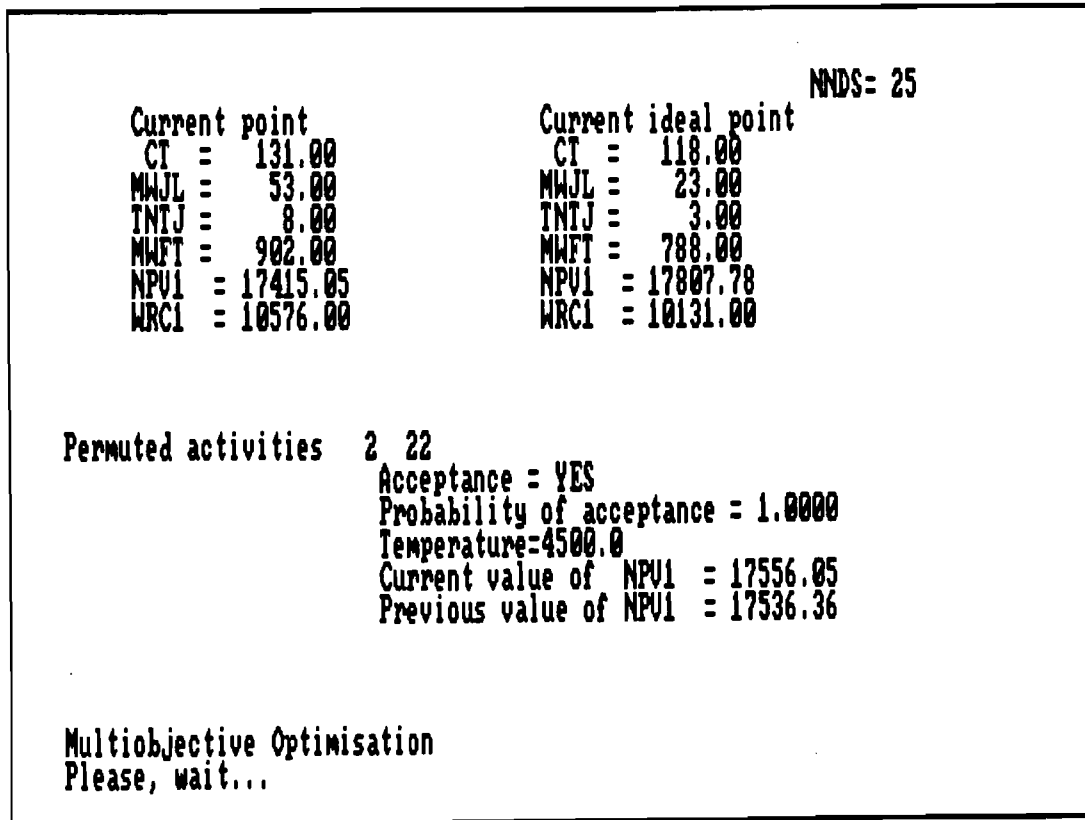 NNDS= 25
Current point
CT = 131.00
MWJL = 53.00
TNTJ = 8.00
MWFT = 902.00
NPV1 = 17415.05
WRC1 = 10576.00
Current ideal point
CT = 118.00
MWJL = 23.00
TNTJ = 3.00
MWFT = 788.00
NPV1 = 17807.78
WRC1 = 10131.00
Permuted activities 2 22
Acceptance = YES
Probability of acceptance = 1.0000
Temperature=4500.0
Current value of NPV1 = 17556.05
Previous value of NPV1 = 17536.36
Multiobjective Optimisation
Please, wait...